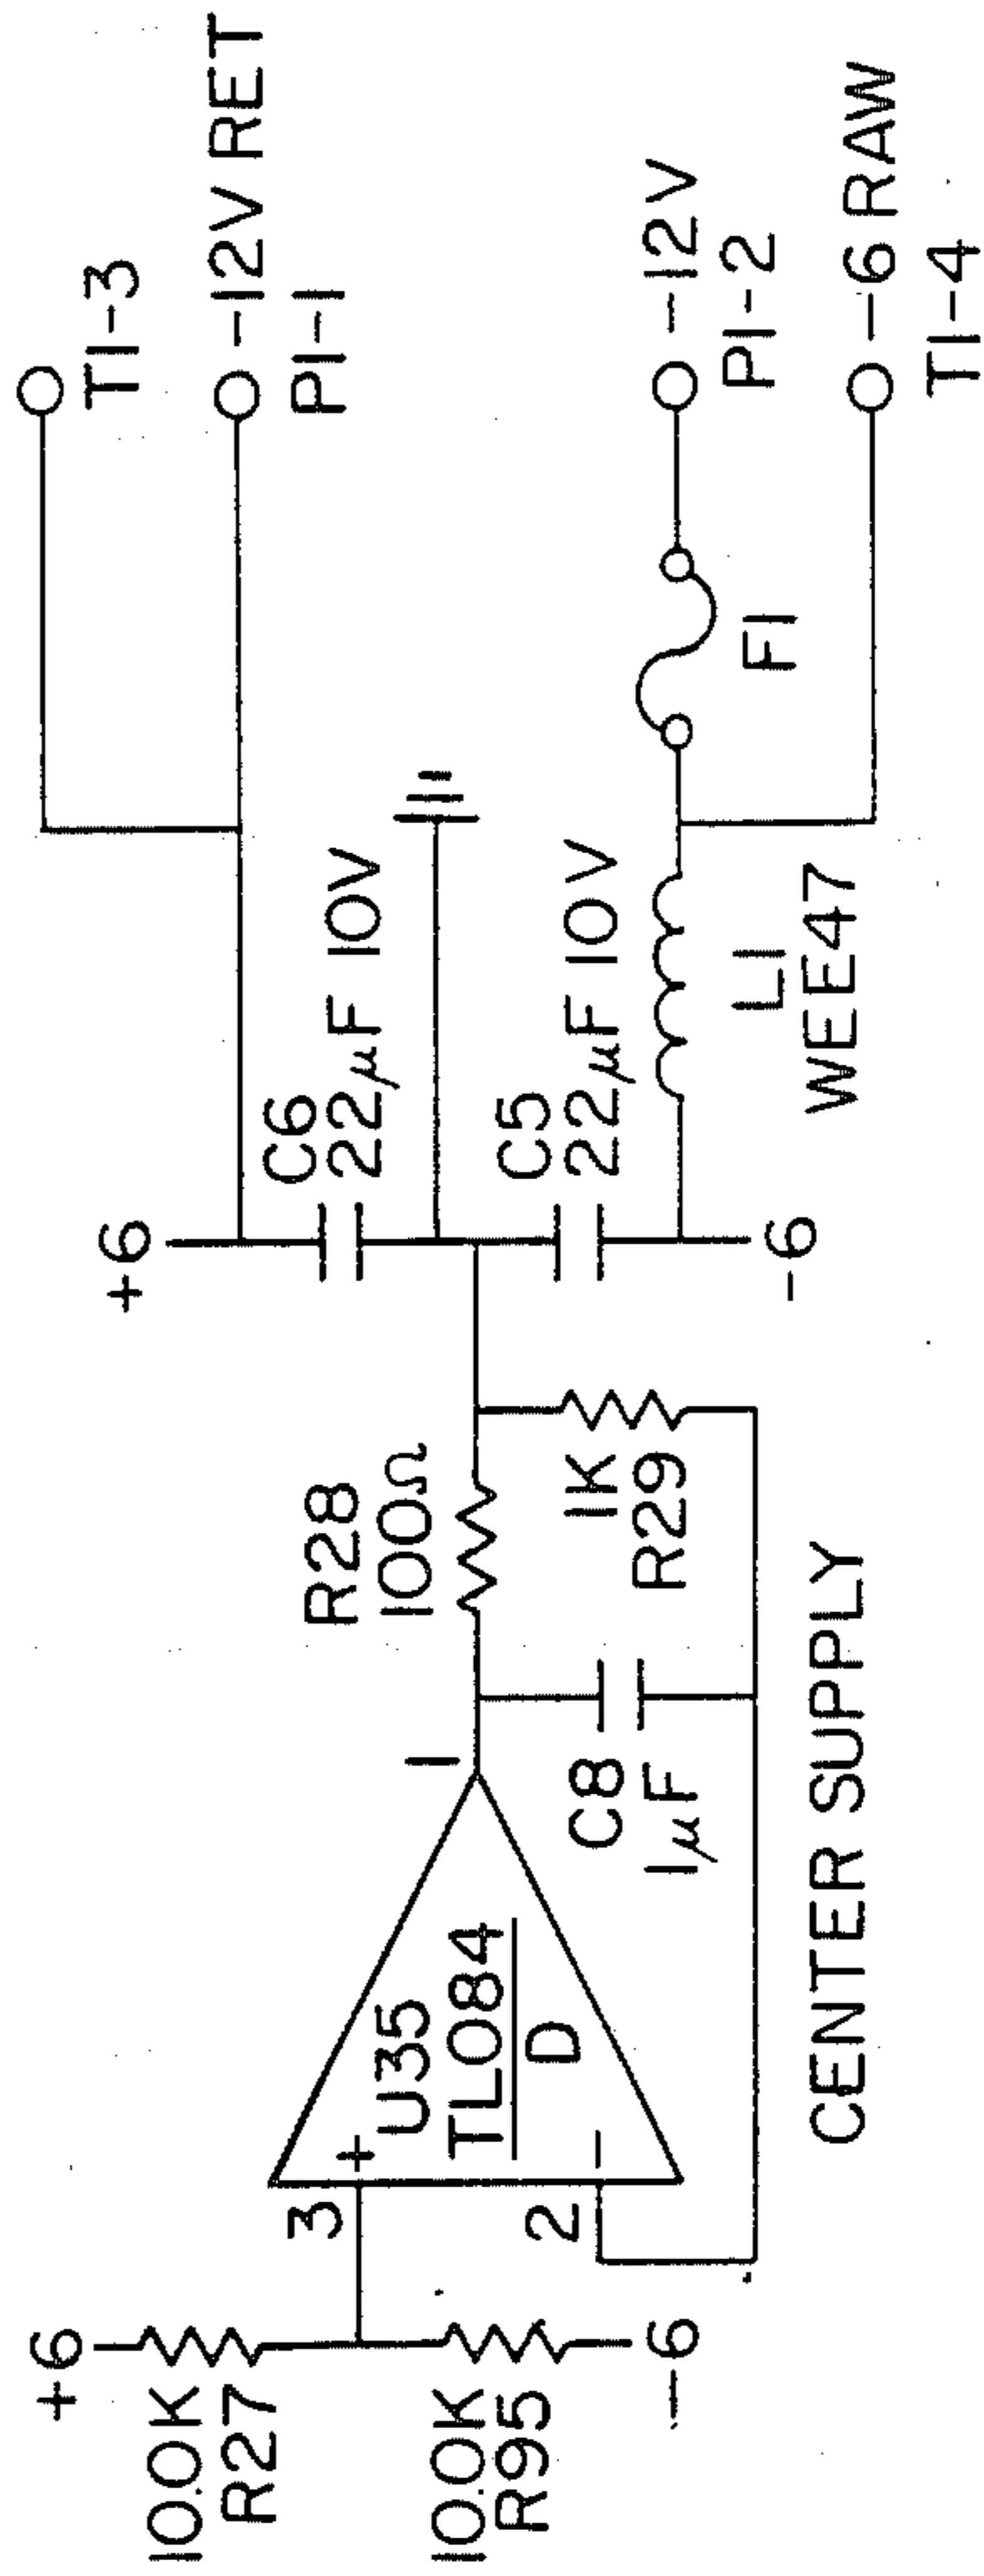 +6
10.0K
R27
10.0K
R95
-6
3
+
2
-
U35
TL084
D
1
C8
1µF
R28
100Ω
1K
R29
CENTER SUPPLY
+6
C6
22µF 10V
C5
22µF 10V
-6
L1
WEE47
F1
T1-3
-12V RET
P1-1
-12V
P1-2
-6 RAW
T1-4